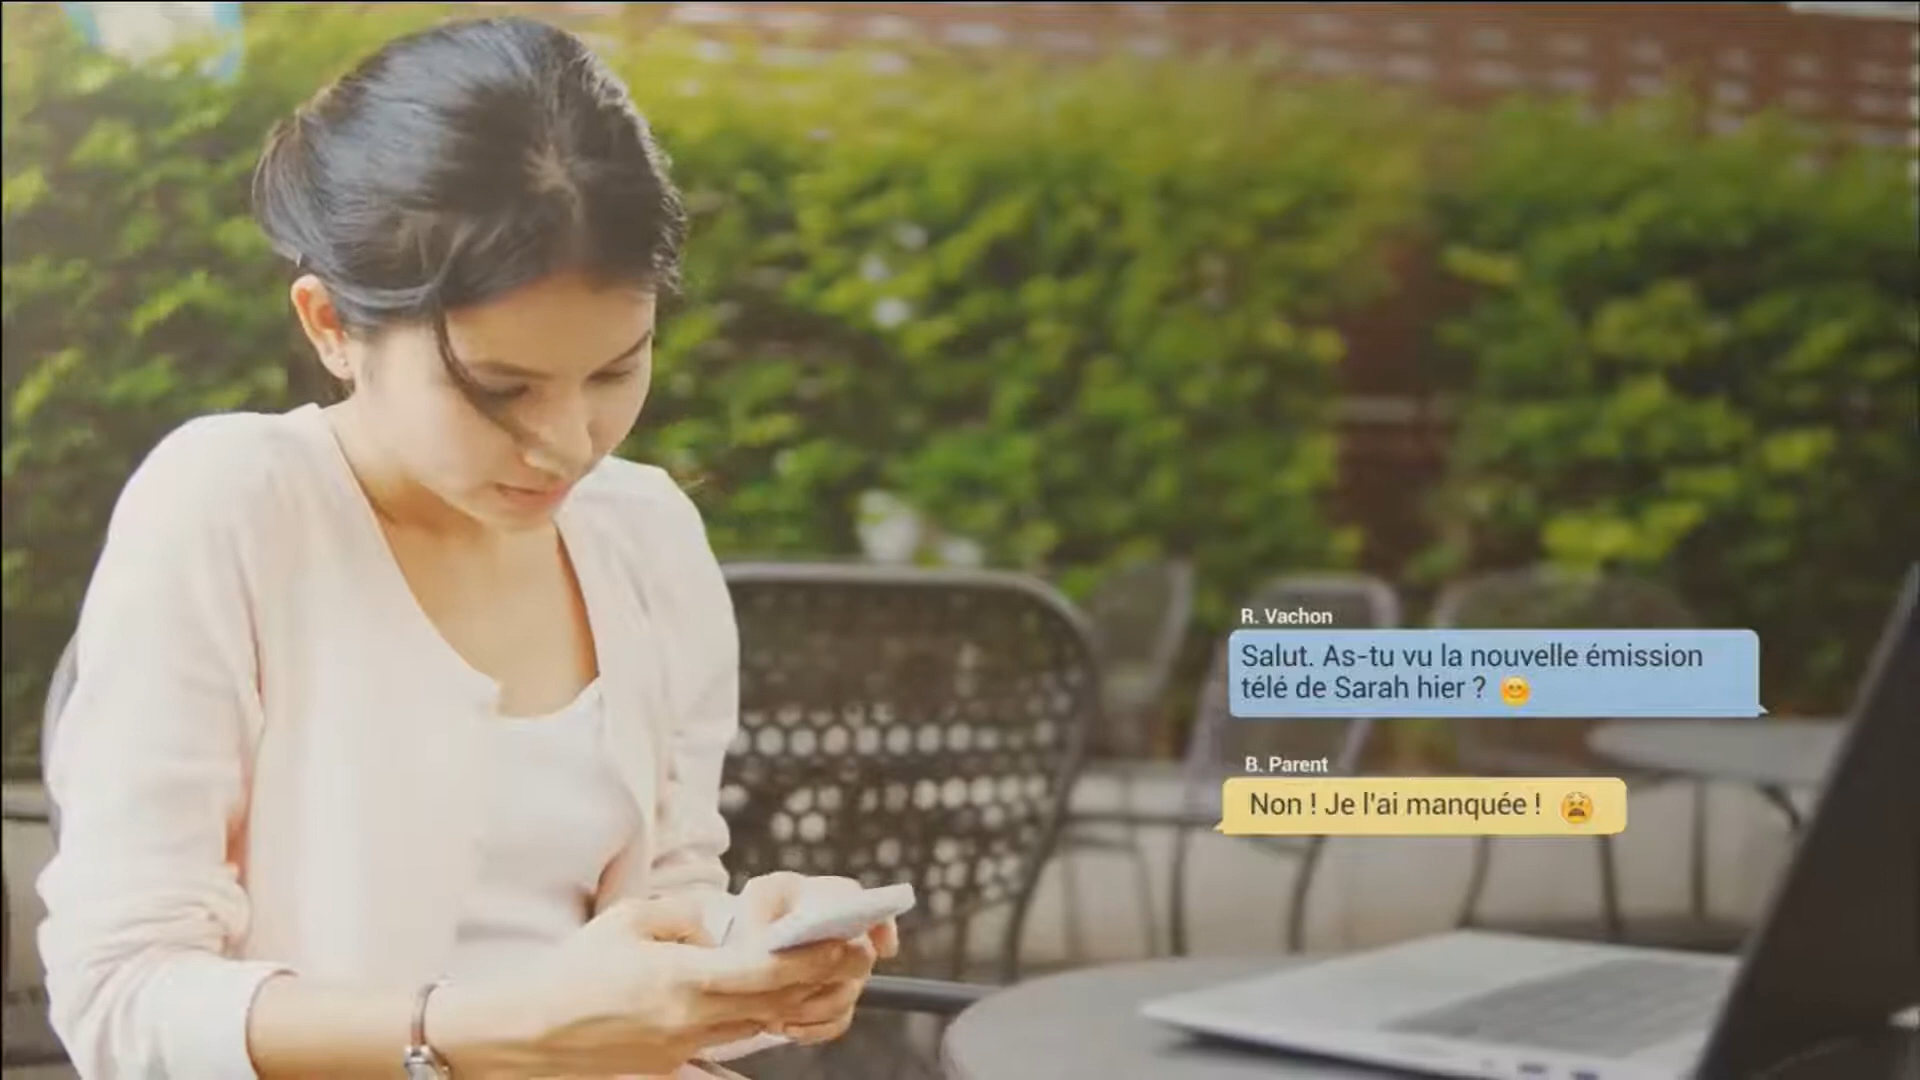 R. Vachon
Salut. As-tu vu la nouvelle émission
télé de Sarah hier ? 😊
B. Parent
Non ! Je l'ai manquée ! 😫